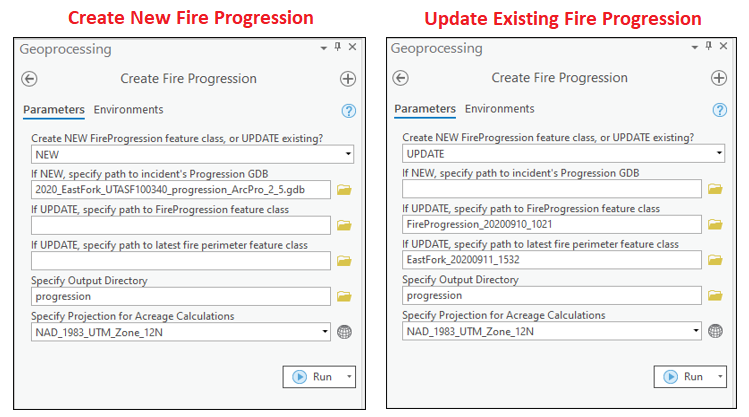 Create New Fire Progression
Geoprocessing
Create Fire Progression
Parameters Environments
Create NEW FireProgression feature class, or UPDATE existing?
NEW
If NEW, specify path to incident's Progression GDB
2020_EastFork_UTASF100340_progression_ArcPro_2_5.gdb
If UPDATE, specify path to FireProgression feature class
If UPDATE, specify path to latest fire perimeter feature class
Specify Output Directory
progression
Specify Projection for Acreage Calculations
NAD_1983_UTM_Zone_12N
Run
Update Existing Fire Progression
Geoprocessing
Create Fire Progression
Parameters Environments
Create NEW FireProgression feature class, or UPDATE existing?
UPDATE
If NEW, specify path to incident's Progression GDB
If UPDATE, specify path to FireProgression feature class
FireProgression_20200910_1021
If UPDATE, specify path to latest fire perimeter feature class
EastFork_20200911_1532
Specify Output Directory
progression
Specify Projection for Acreage Calculations
NAD_1983_UTM_Zone_12N
Run